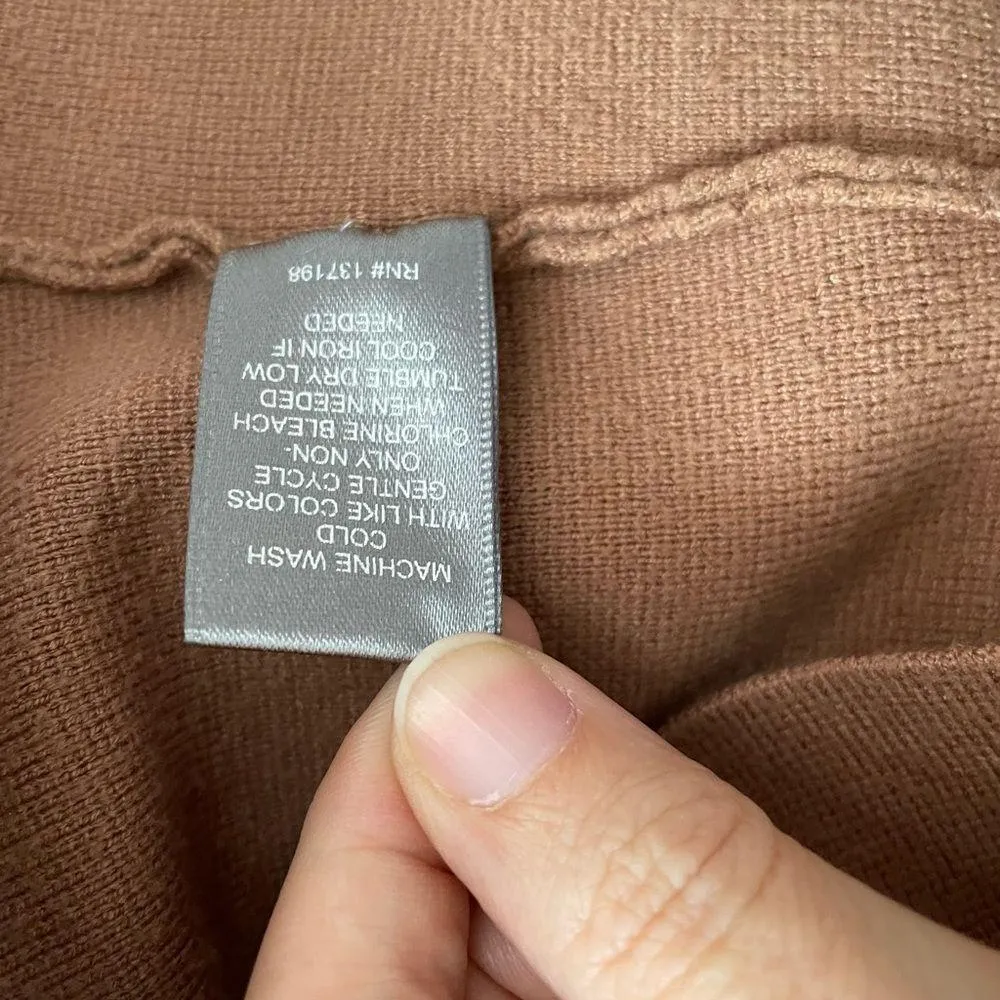 MACHINE WASH
COLD
WITH LIKE COLORS
GENTLE CYCLE
ONLY NON-
CHLORINE BLEACH
WHEN NEEDED
TUMBLE DRY LOW
COOL IRON IF
NEEDED
RN# 137198